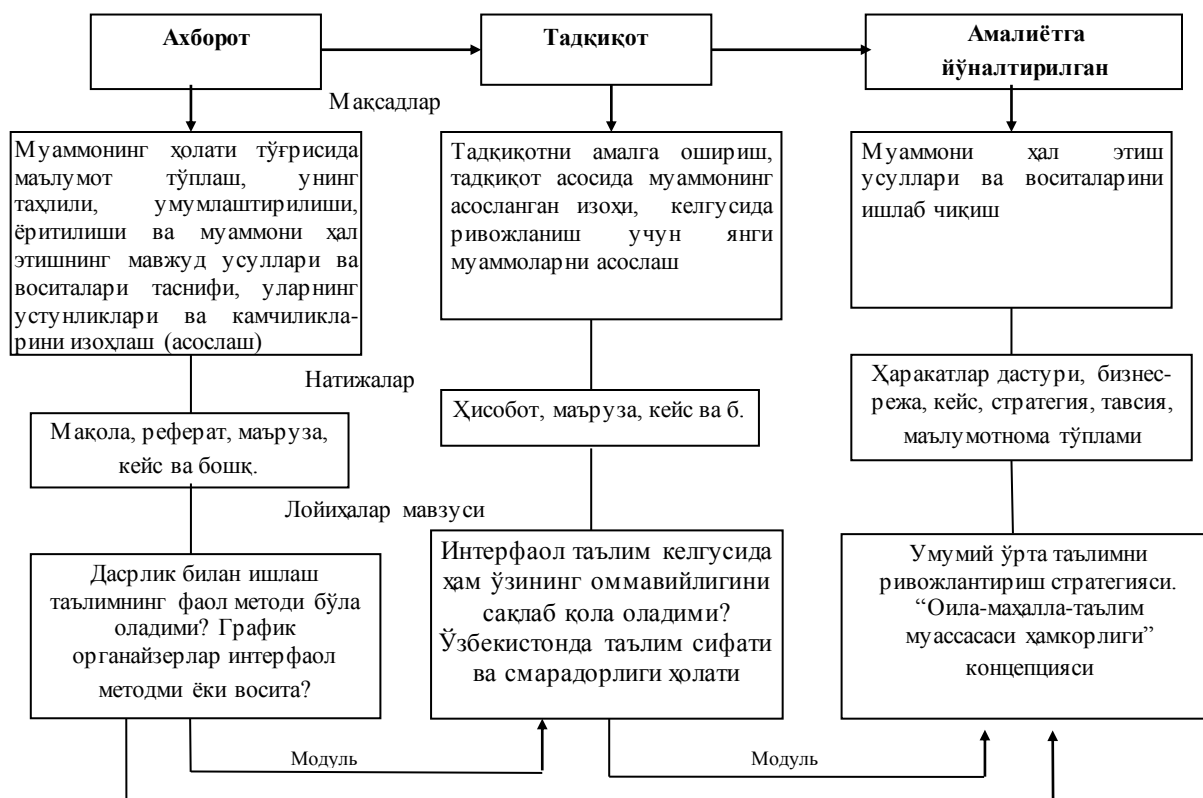 Ахборот
Тадқиқот
Амалиётга
йўналтирилган
Мақсадлар
Муаммонинг ҳолати тўғрисида
маълумот тўплаш, унинг
таҳлили, умумлаштирилиши,
ёритилиши ва муаммони ҳал
этишнинг мавжуд усуллари ва
воситалари таснифи, уларнинг
устунликлари ва камчиликла-
рини изоҳлаш (асослаш)
Тадқиқотни амалга ошириш,
тадқиқот асосида муаммонинг
асосланган изоҳи, келгусида
ривожланиш учун янги
муаммоларни асослаш
Муаммони ҳал этиш
усуллари ва воситаларини
ишлаб чиқиш
Натижалар
Мақола, реферат, маъруза,
кейс ва бошқ.
Ҳисобот, маъруза, кейс ва б.
Ҳаракатлар дастури, бизнес-
режа, кейс, стратегия, тавсия,
маълумотнома тўплами
Лойиҳалар мавзуси
Дасрлик билан ишлаш
таълимнинг фаол методи бўла
оладими? График
органайзерлар интерфаол
методми ёки восита?
Интерфаол таълим келгусида
ҳам ўзининг оммавийлигини
сақлаб қола оладими?
Ўзбекистонда таълим сифати
ва смарадорлиги ҳолати
Умумий ўрта таълимни
ривожлантириш стратегияси.
“Оила-маҳалла-таълим
муассасаси ҳамкорлиги”
концепцияси
Модуль
Модуль